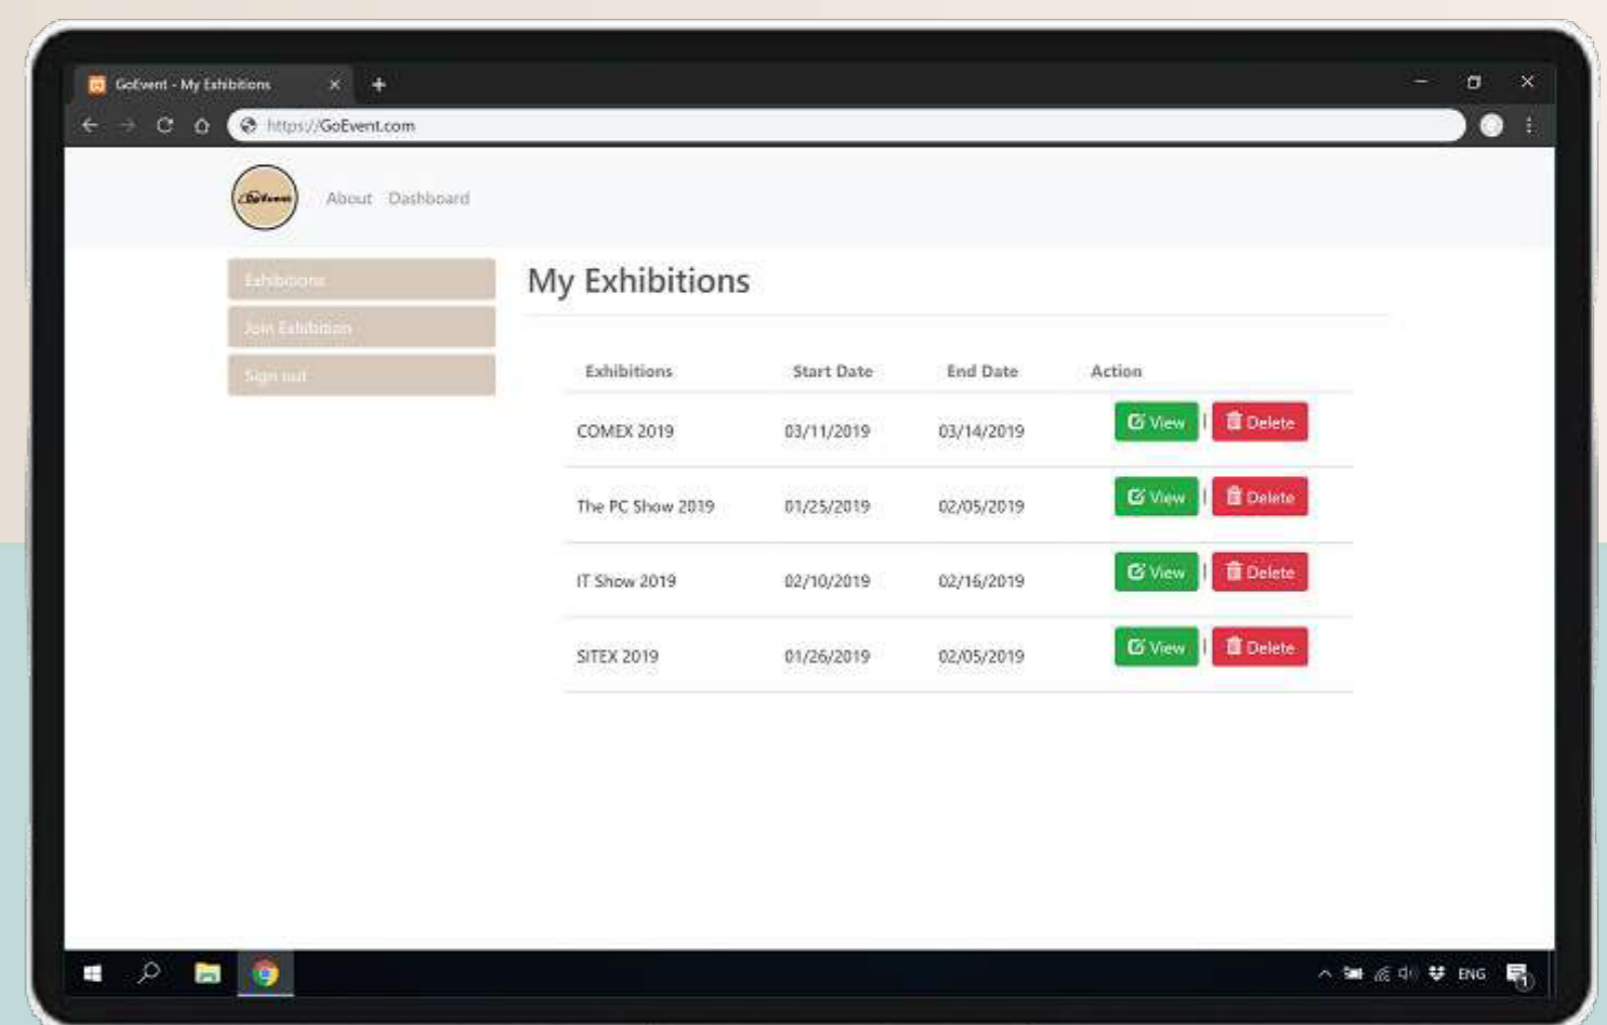 GoEvent - My Exhibitions
https://GoEvent.com
GoEvent
About Dashboard
Exhibitions
Join Exhibition
Sign out
My Exhibitions
Exhibitions Start Date End Date Action
COMEX 2019 03/11/2019 03/14/2019 View | Delete
The PC Show 2019 01/25/2019 02/05/2019 View | Delete
IT Show 2019 02/10/2019 02/16/2019 View | Delete
SITEX 2019 01/26/2019 02/05/2019 View | Delete
ENG
1